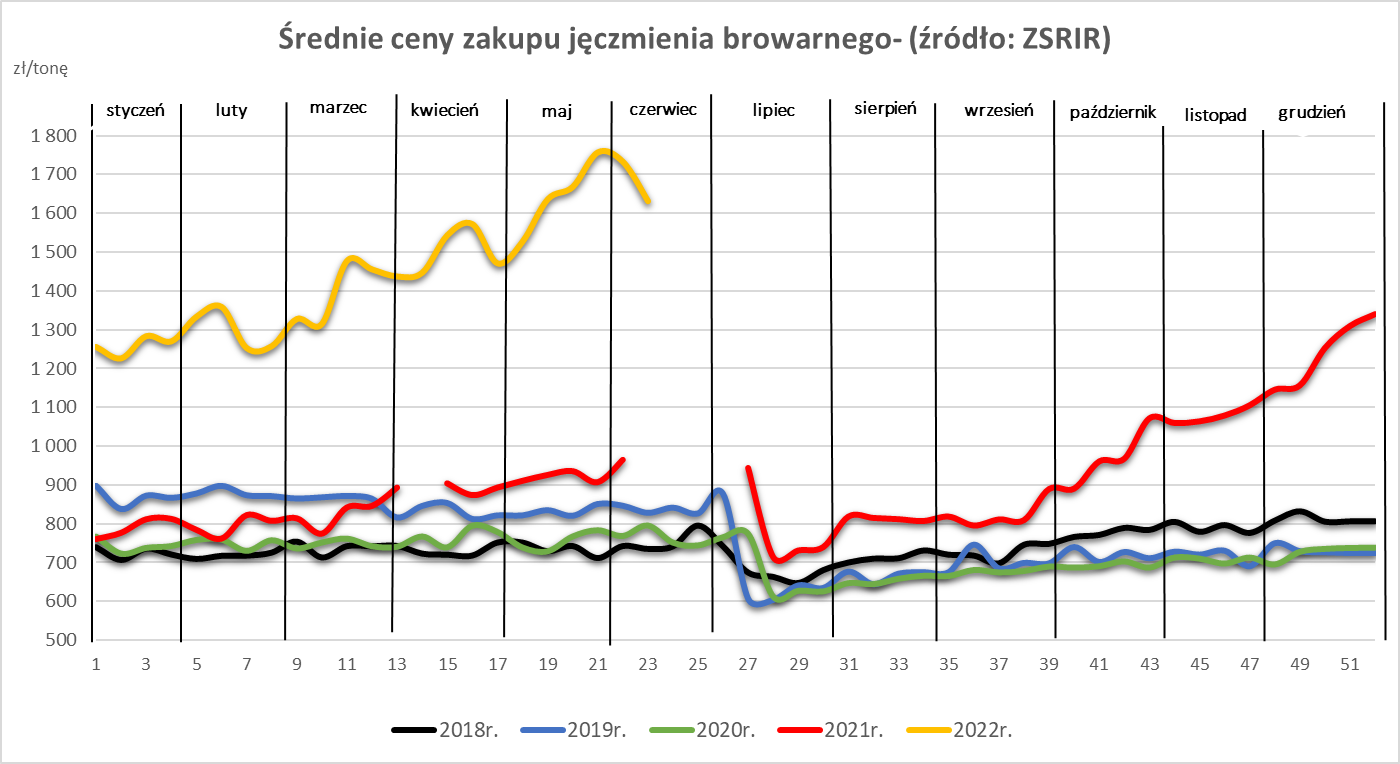 Średnie ceny zakupu jęczmienia browarnego- (źródło: ZSRIR)
zł/tonę
styczeń luty marzec kwiecień maj czerwiec lipiec sierpień wrzesień październik listopad grudzień
1 800
1 700
1 600
1 500
1 400
1 300
1 200
1 100
1 000
900
800
700
600
500
1 3 5 7 9 11 13 15 17 19 21 23 25 27 29 31 33 35 37 39 41 43 45 47 49 51
2018r. 2019r. 2020r. 2021r. 2022r.